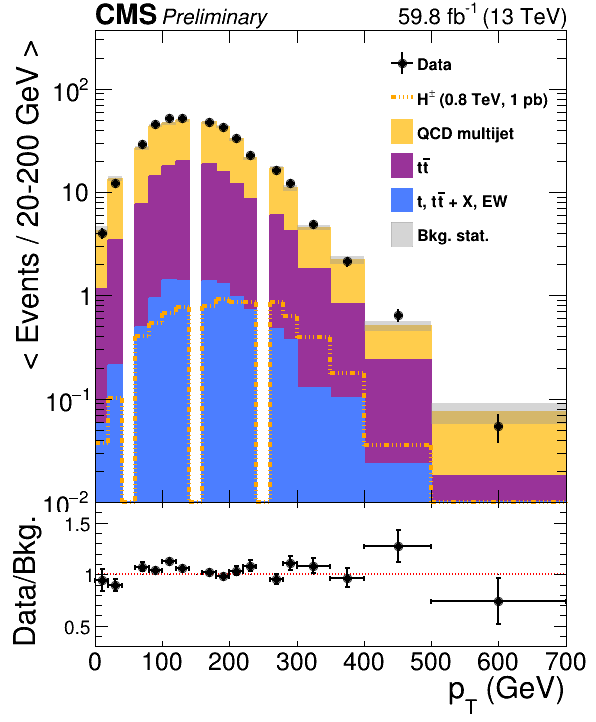 CMS Preliminary 59.8 fb⁻¹ (13 TeV)
< Events / 20-200 GeV >
10²
10
1
10⁻¹
10⁻²
Data
H± (0.8 TeV, 1 pb)
QCD multijet
tt̄
t, tt̄ + X, EW
Bkg. stat.
Data/Bkg.
1.5
1
0.5
0 100 200 300 400 500 600 700
p_T (GeV)